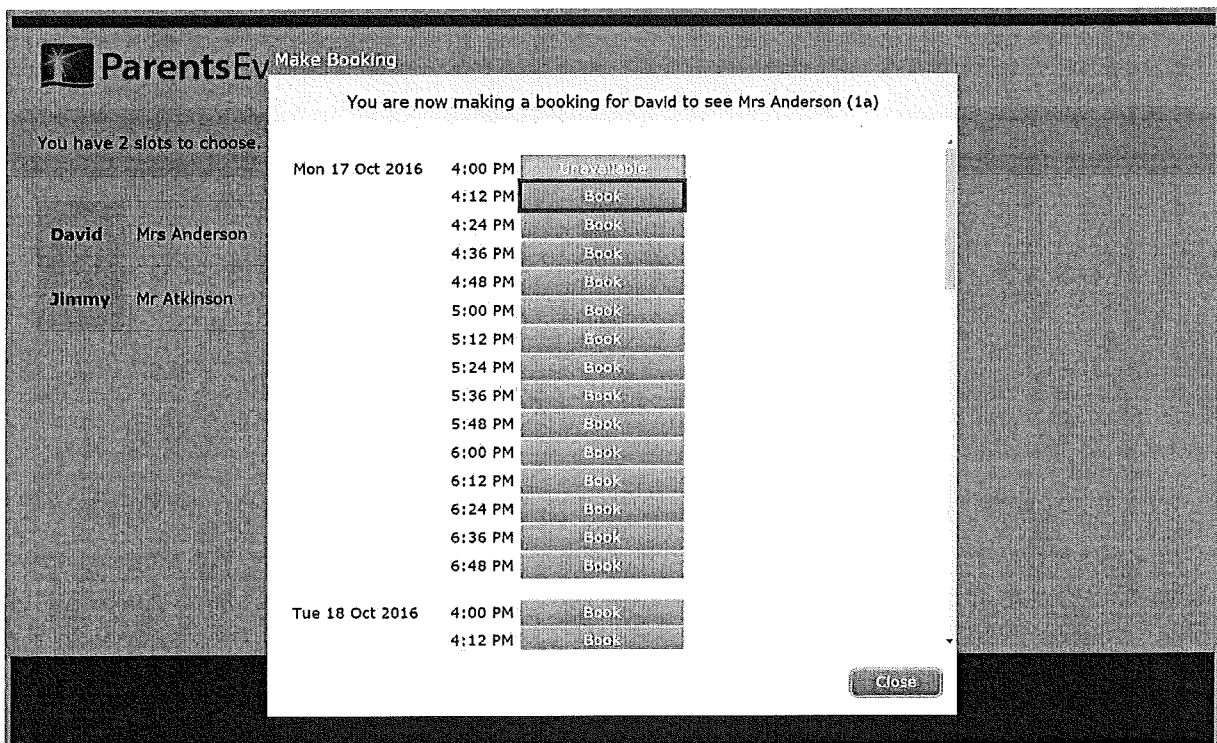 ParentsEv
Make Booking
You are now making a booking for David to see Mrs Anderson (1a)
You have 2 slots to choose.
David Mrs Anderson
Jimmy Mr Atkinson
Mon 17 Oct 2016 4:00 PM Unavailable
4:12 PM Book
4:24 PM Book
4:36 PM Book
4:48 PM Book
5:00 PM Book
5:12 PM Book
5:24 PM Book
5:36 PM Book
5:48 PM Book
6:00 PM Book
6:12 PM Book
6:24 PM Book
6:36 PM Book
6:48 PM Book
Tue 18 Oct 2016 4:00 PM Book
4:12 PM Book
Close